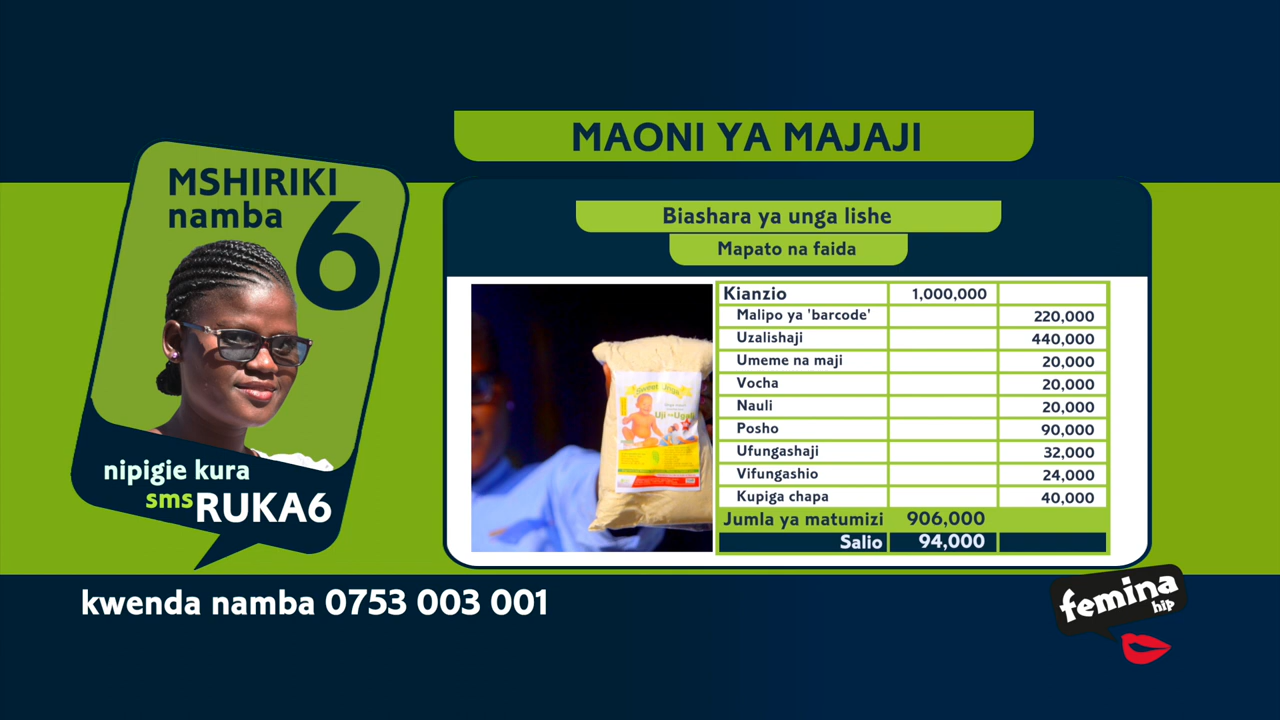 MAONI YA MAJAJI
MSHIRIKI
namba 6
nipigie kura
sms RUKA6
Biashara ya unga lishe
Mapato na faida
Uji na Ugali
Kianzio 1,000,000
Malipo ya 'barcode' 220,000
Uzalishaji 440,000
Umeme na maji 20,000
Vocha 20,000
Nauli 20,000
Posho 90,000
Ufungashaji 32,000
Vifungashio 24,000
Kupiga chapa 40,000
Jumla ya matumizi 906,000
Salio 94,000
kwenda namba 0753 003 001
femina
hip